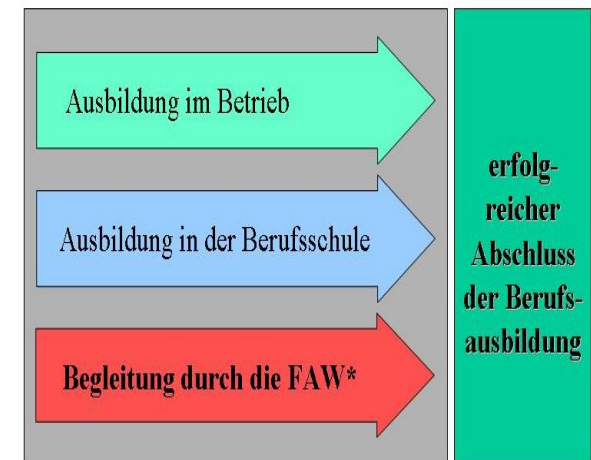 Ausbildung im Betrieb
Ausbildung in der Berufsschule
Begleitung durch die FAW*
erfolg-
reicher
Abschluss
der Berufs-
ausbildung